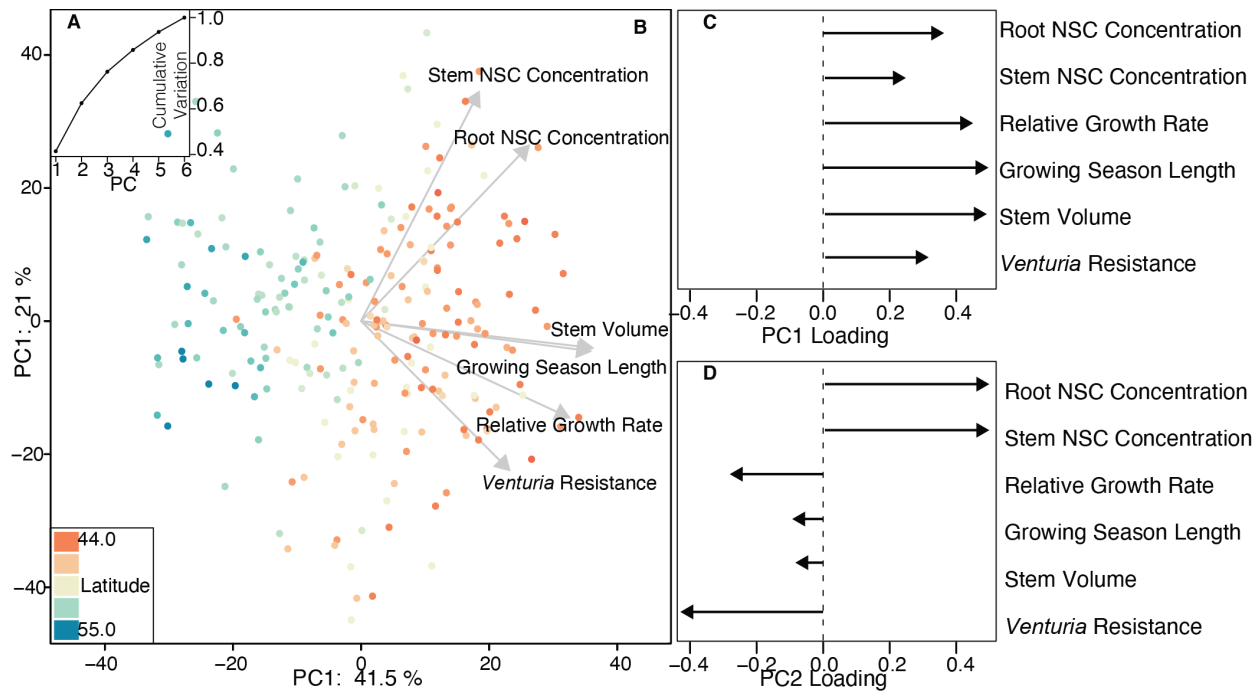 A
1.0
0.8
0.6
0.4
Cumulative
Variation
1 2 3 4 5 6
PC
B
40
20
0
−20
−40
PC1: 21 %
Stem NSC Concentration
Root NSC Concentration
Stem Volume
Growing Season Length
Relative Growth Rate
Venturia Resistance
44.0
Latitude
55.0
−40 −20 0 20 40
PC1: 41.5 %
C
Root NSC Concentration
Stem NSC Concentration
Relative Growth Rate
Growing Season Length
Stem Volume
Venturia Resistance
−0.4 −0.2 0.0 0.2 0.4
PC1 Loading
D
Root NSC Concentration
Stem NSC Concentration
Relative Growth Rate
Growing Season Length
Stem Volume
Venturia Resistance
−0.4 −0.2 0.0 0.2 0.4
PC2 Loading